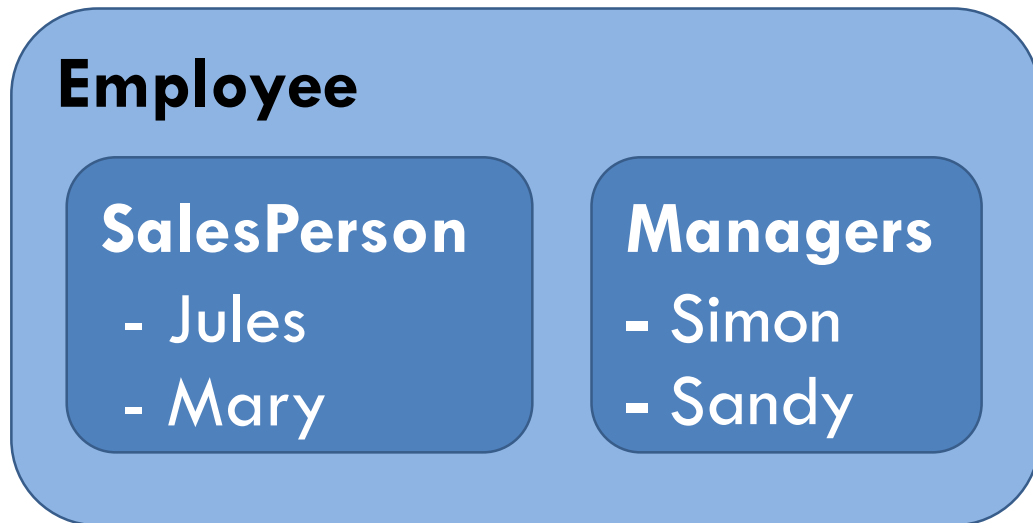 Employee
SalesPerson
- Jules
- Mary
Managers
- Simon
- Sandy